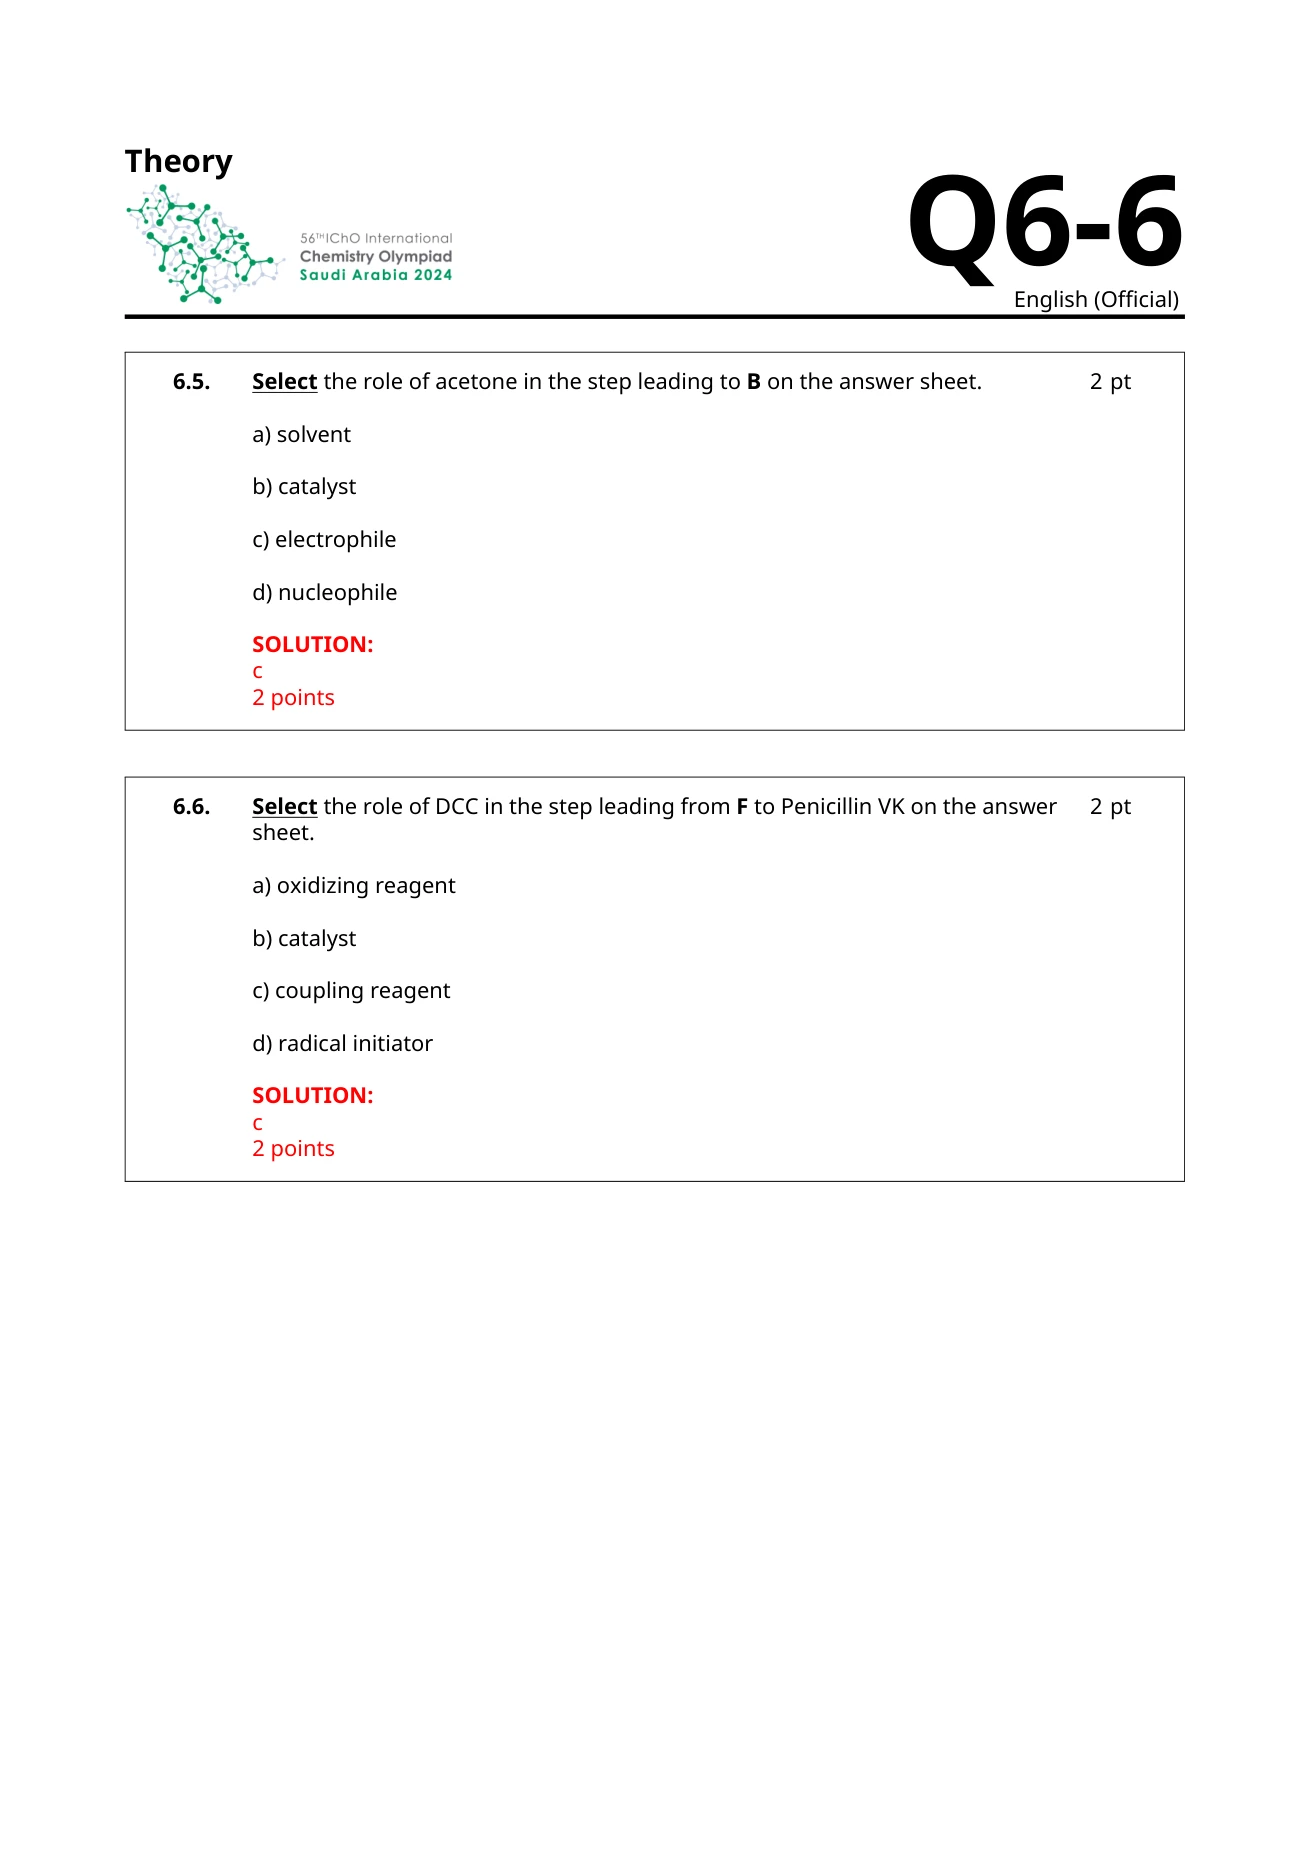 Theory
56THIChO International
Chemistry Olympiad
Saudi Arabia 2024
Q6-6
English (Official)
6.5. Select the role of acetone in the step leading to B on the answer sheet. 2 pt
a) solvent
b) catalyst
c) electrophile
d) nucleophile
SOLUTION:
c
2 points
6.6. Select the role of DCC in the step leading from F to Penicillin VK on the answer 2 pt
sheet.
a) oxidizing reagent
b) catalyst
c) coupling reagent
d) radical initiator
SOLUTION:
c
2 points